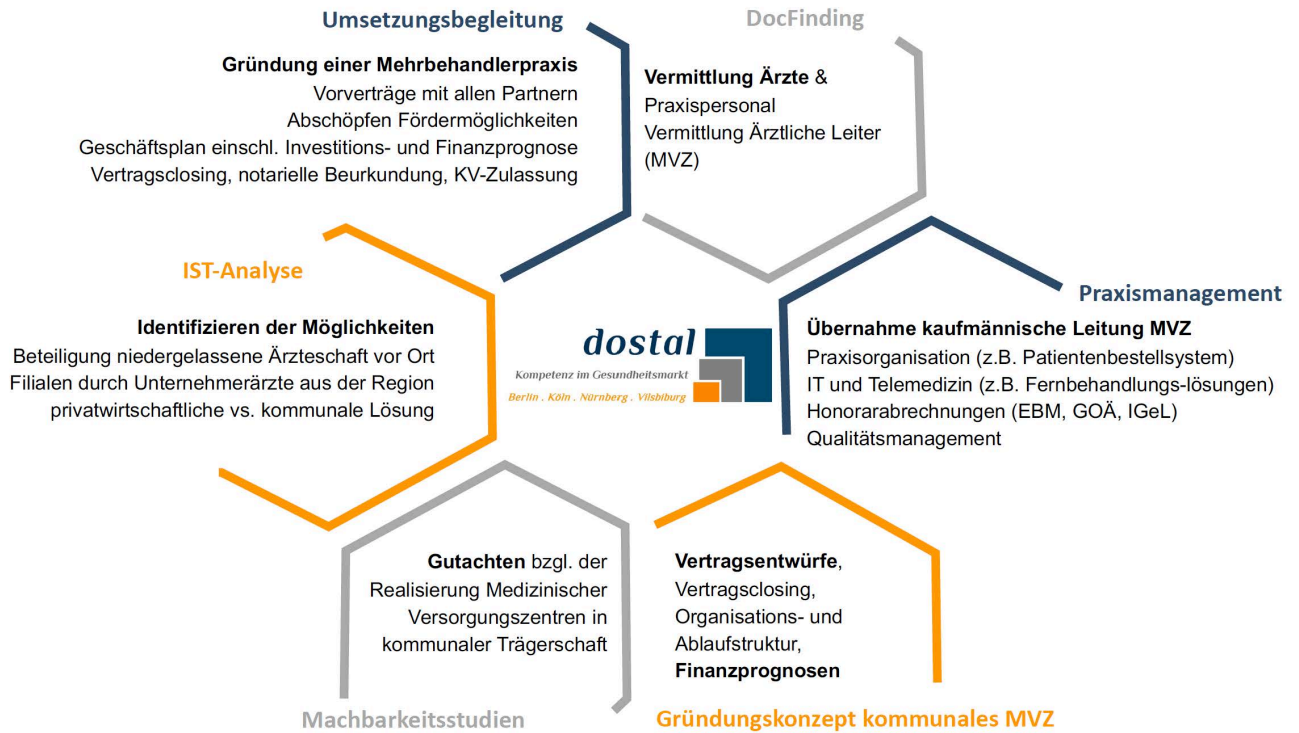 Umsetzungsbegleitung
Gründung einer Mehrbehandlerpraxis
Vorverträge mit allen Partnern
Abschöpfen Fördermöglichkeiten
Geschäftsplan einschl. Investitions- und Finanzprognose
Vertragsclosing, notarielle Beurkundung, KV-Zulassung
DocFinding
Vermittlung Ärzte &
Praxispersonal
Vermittlung Ärztliche Leiter
(MVZ)
IST-Analyse
Identifizieren der Möglichkeiten
Beteiligung niedergelassene Ärzteschaft vor Ort
Filialen durch Unternehmerärzte aus der Region
privatwirtschaftliche vs. kommunale Lösung
dostal
Kompetenz im Gesundheitsmarkt
Berlin . Köln . Nürnberg . Vilsbiburg
Praxismanagement
Übernahme kaufmännische Leitung MVZ
Praxisorganisation (z.B. Patientenbestellsystem)
IT und Telemedizin (z.B. Fernbehandlungs-lösungen)
Honorarabrechnungen (EBM, GOÄ, IGeL)
Qualitätsmanagement
Gutachten bzgl. der
Realisierung Medizinischer
Versorgungszentren in
kommunaler Trägerschaft
Machbarkeitsstudien
Vertragsentwürfe,
Vertragsclosing,
Organisations- und
Ablaufstruktur,
Finanzprognosen
Gründungskonzept kommunales MVZ